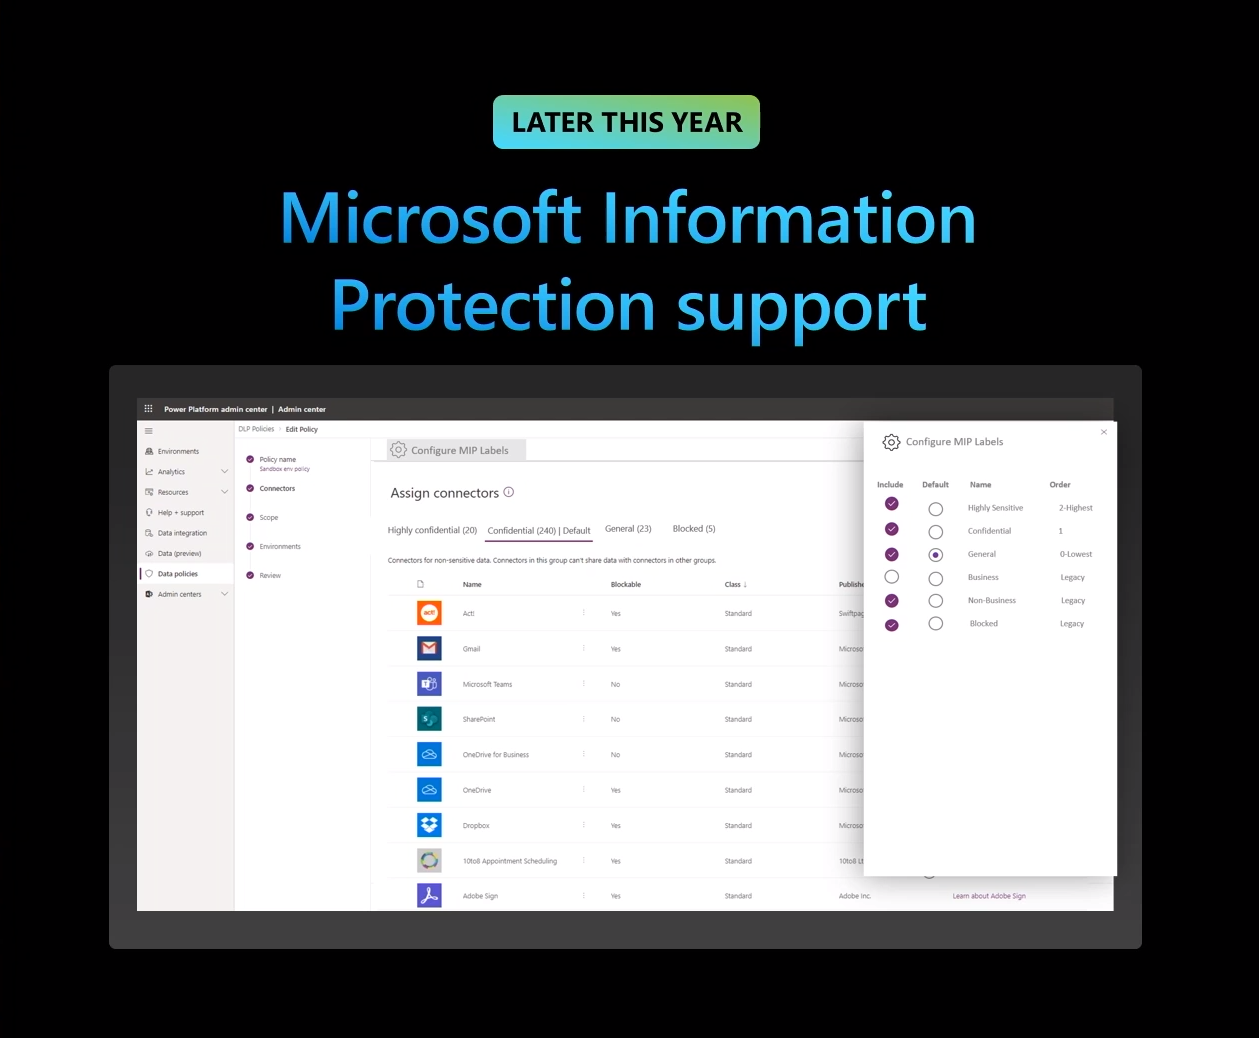 LATER THIS YEAR
Microsoft Information
Protection support
Power Platform admin center | Admin center
Environments
Analytics
Resources
Help + support
Data integration
Data (preview)
Data policies
Admin centers
DLP Policies > Edit Policy
Policy name
Sandbox env policy
Connectors
Scope
Environments
Review
Configure MIP Labels
Assign connectors
Highly confidential (20) Confidential (240) | Default General (23) Blocked (5)
Connectors for non-sensitive data. Connectors in this group can't share data with connectors in other groups.
Name Blockable Class ↓ Publishe
act!
Act! Yes Standard Swiftpag
Gmail Yes Standard Microso
Microsoft Teams No Standard Microso
SharePoint No Standard Microso
OneDrive for Business No Standard Microso
OneDrive Yes Standard Microso
Dropbox Yes Standard Microso
10to8 Appointment Scheduling Yes Standard 10to8 Lt
Adobe Sign Yes Standard Adobe Inc. Learn about Adobe Sign
Configure MIP Labels
Include Default Name Order
Highly Sensitive 2-Highest
Confidential 1
General 0-Lowest
Business Legacy
Non-Business Legacy
Blocked Legacy